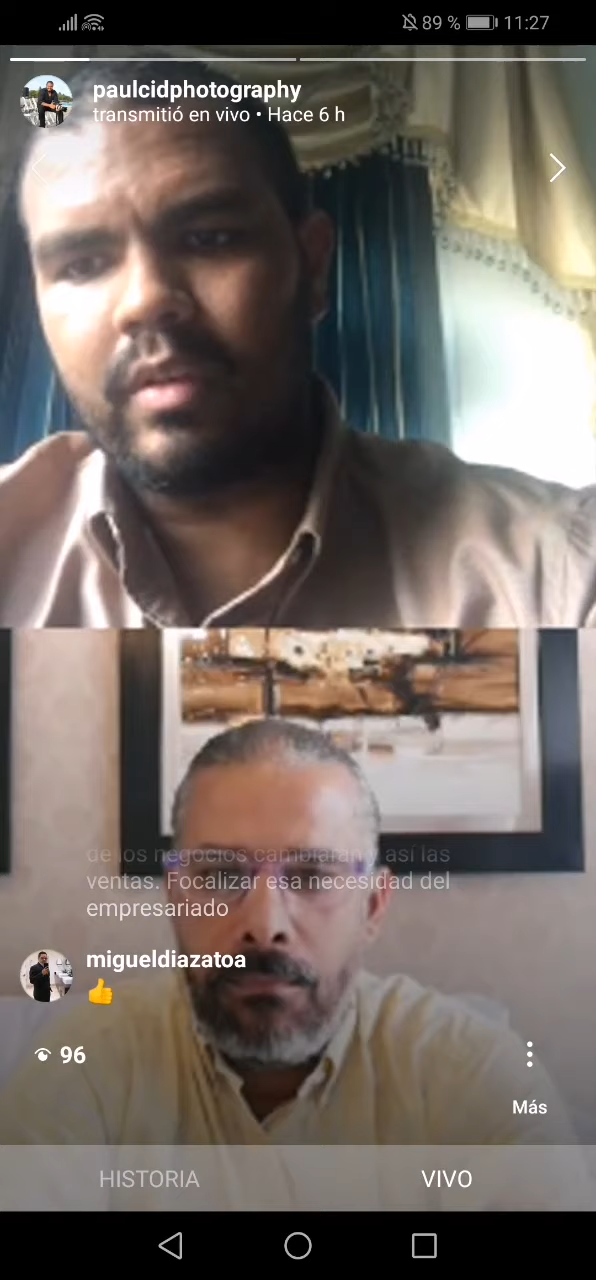 89 % 11:27
paulcidphotography
transmitió en vivo • Hace 6 h
de los negocios cambiaran y así las
ventas. Focalizar esa necesidad del
empresariado
migueldiazatoa
👍
96
Más
HISTORIA VIVO